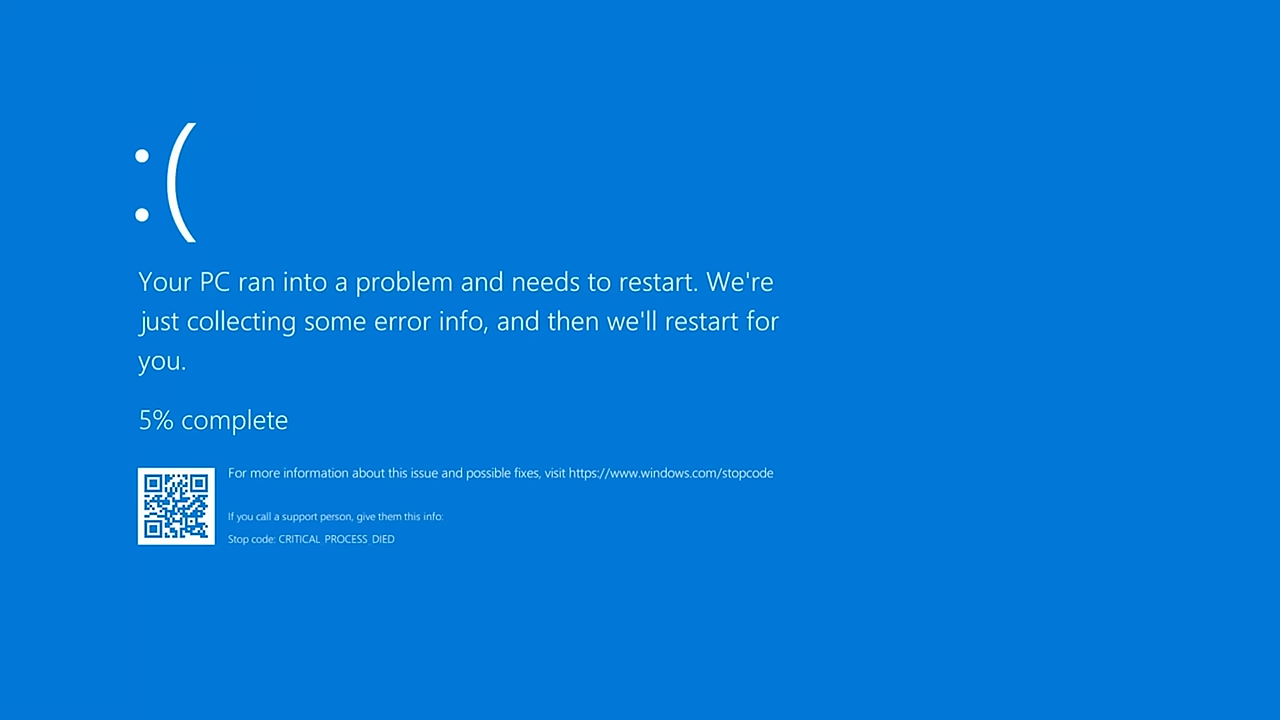 :(
Your PC ran into a problem and needs to restart. We're
just collecting some error info, and then we'll restart for
you.
5% complete
For more information about this issue and possible fixes, visit https://www.windows.com/stopcode
If you call a support person, give them this info:
Stop code: CRITICAL_PROCESS_DIED